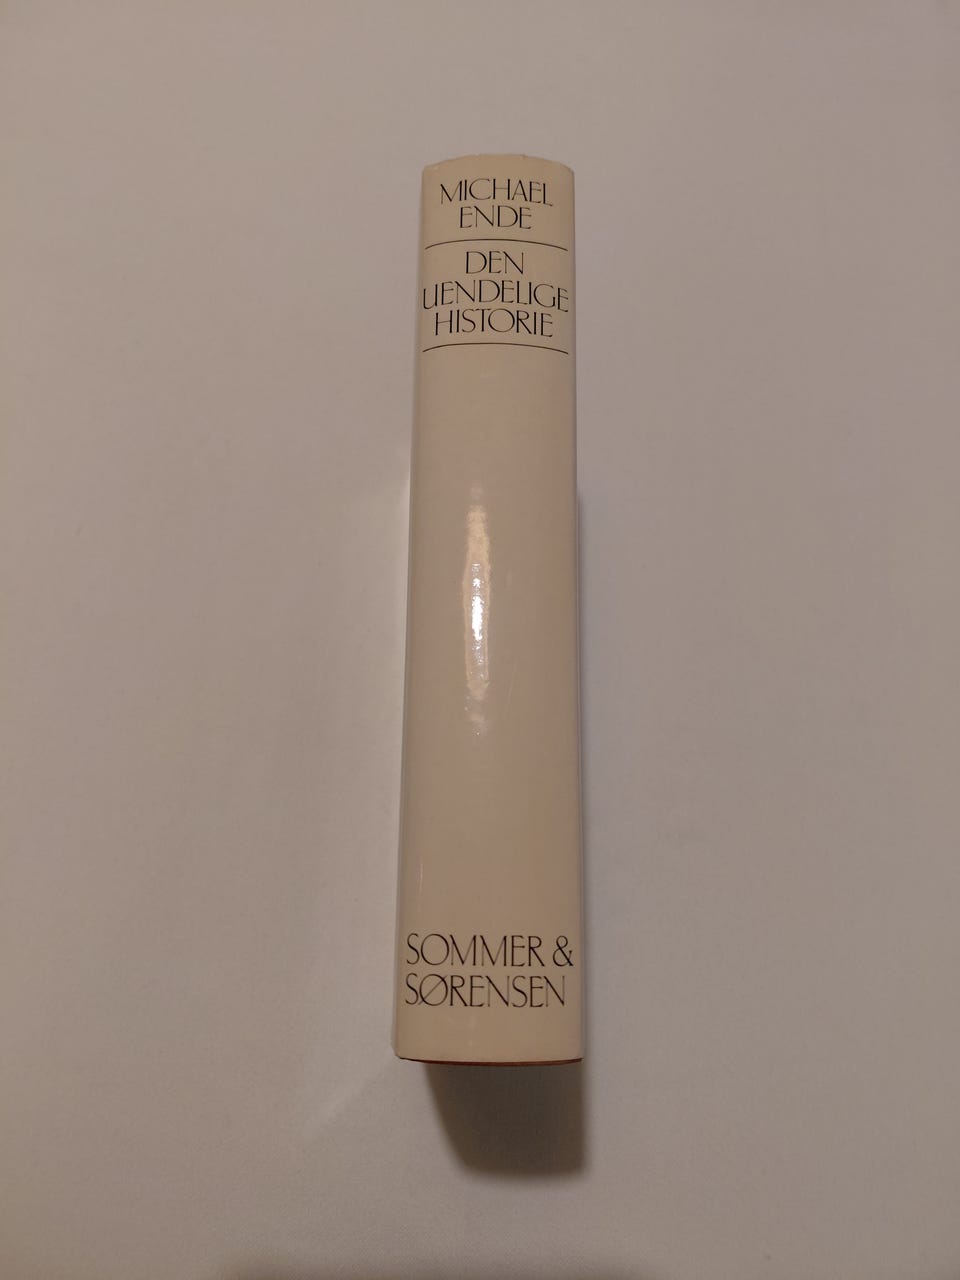 MICHAEL
ENDE
DEN
UENDELIGE
HISTORIE
SOMMER &
SØRENSEN